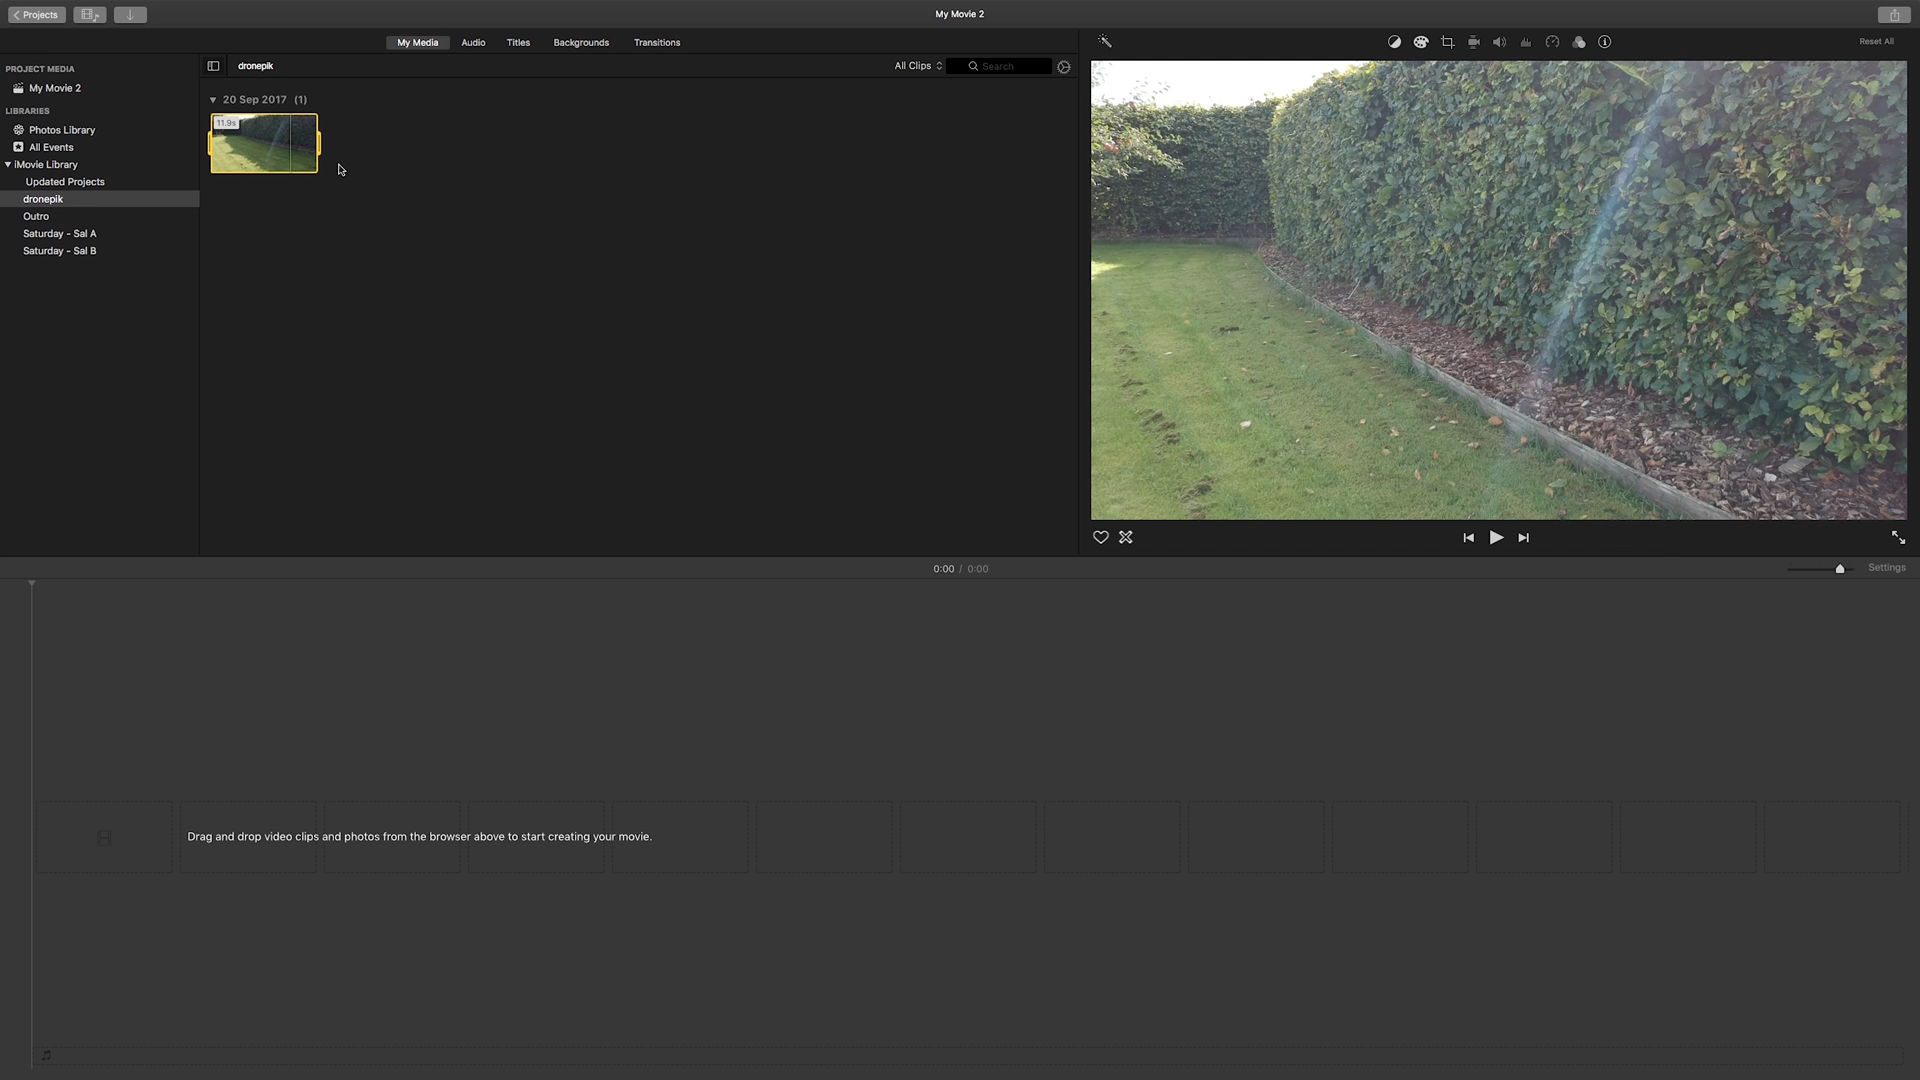 Projects
My Movie 2
My Media
Audio
Titles
Backgrounds
Transitions
Reset All
PROJECT MEDIA
My Movie 2
LIBRARIES
Photos Library
All Events
iMovie Library
Updated Projects
dronepik
Outro
Saturday - Sal A
Saturday - Sal B
dronepik
All Clips
Search
20 Sep 2017 (1)
11.9s
0:00 / 0:00
Settings
Drag and drop video clips and photos from the browser above to start creating your movie.